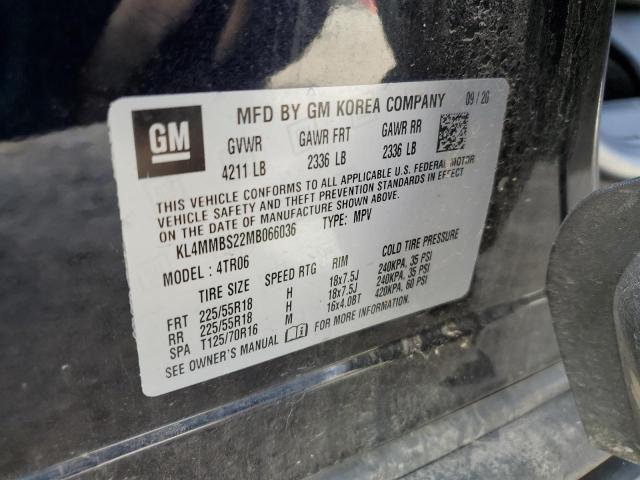 GM
MFD BY GM KOREA COMPANY 09/20
GVWR GAWR FRT GAWR RR
4211 LB 2336 LB 2336 LB
THIS VEHICLE CONFORMS TO ALL APPLICABLE U.S. FEDERAL MOTOR
VEHICLE SAFETY AND THEFT PREVENTION STANDARDS IN EFFECT
ON THE DATE OF MANUFACTURE SHOWN ABOVE.
KL4MMBS22MB066036 TYPE: MPV
MODEL: 4TR06
TIRE SIZE SPEED RTG RIM COLD TIRE PRESSURE
FRT 225/55R18 H 18x7.5J 240KPA, 35 PSI
RR 225/55R18 H 18x7.5J 240KPA, 35 PSI
SPA T125/70R16 M 16x4.0BT 420KPA, 60 PSI
SEE OWNER'S MANUAL FOR MORE INFORMATION.